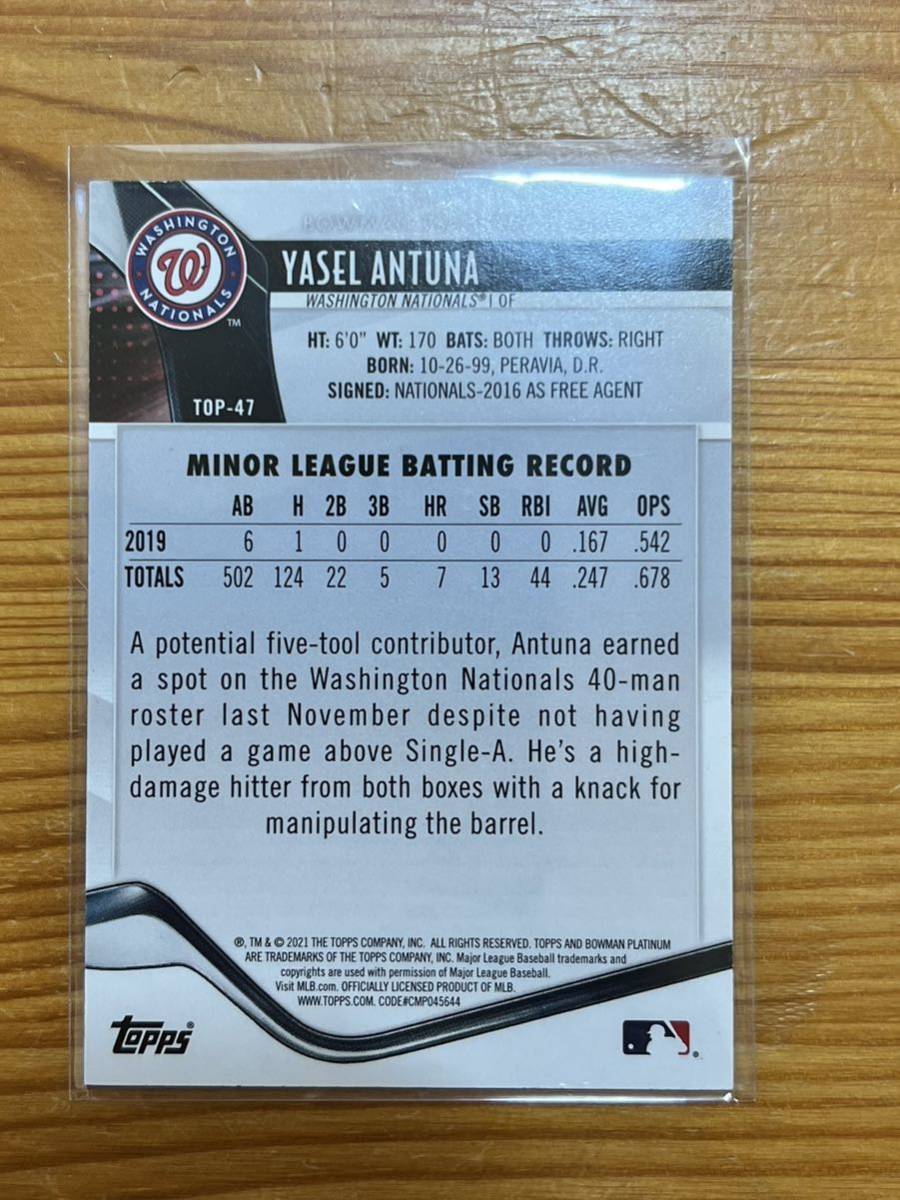 WASHINGTON
NATIONALS
W
TM
YASEL ANTUNA
WASHINGTON NATIONALS® | OF
HT: 6'0" WT: 170 BATS: BOTH THROWS: RIGHT
BORN: 10-26-99, PERAVIA, D.R.
SIGNED: NATIONALS-2016 AS FREE AGENT
TOP-47
MINOR LEAGUE BATTING RECORD
AB H 2B 3B HR SB RBI AVG OPS
2019 6 1 0 0 0 0 0 .167 .542
TOTALS 502 124 22 5 7 13 44 .247 .678
A potential five-tool contributor, Antuna earned
a spot on the Washington Nationals 40-man
roster last November despite not having
played a game above Single-A. He's a high-
damage hitter from both boxes with a knack for
manipulating the barrel.
®, TM & © 2021 THE TOPPS COMPANY, INC. ALL RIGHTS RESERVED. TOPPS AND BOWMAN PLATINUM
ARE TRADEMARKS OF THE TOPPS COMPANY, INC. Major League Baseball trademarks and
copyrights are used with permission of Major League Baseball.
Visit MLB.com. OFFICIALLY LICENSED PRODUCT OF MLB.
WWW.TOPPS.COM. CODE#CMP045644
topps®